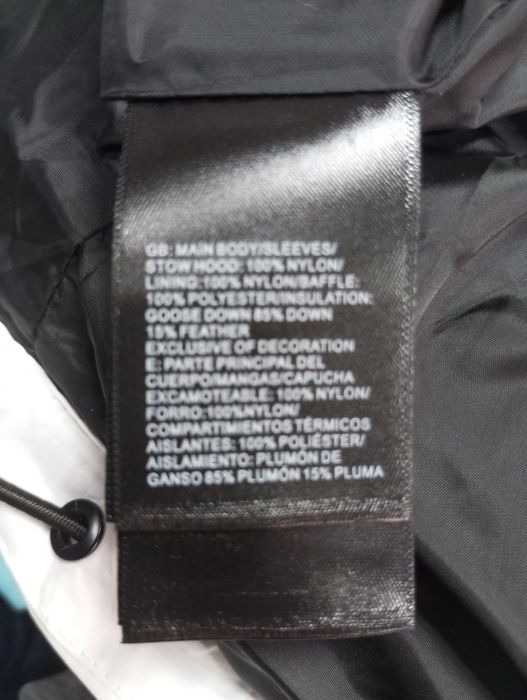 GB: MAIN BODY/SLEEVES/
STOW HOOD: 100% NYLON/
LINING: 100% NYLON/BAFFLE:
100% POLYESTER/INSULATION:
GOOSE DOWN 85% DOWN
15% FEATHER
EXCLUSIVE OF DECORATION
E: PARTE PRINCIPAL DEL
CUERPO/MANGAS/CAPUCHA
EXCAMOTEABLE: 100% NYLON/
FORRO: 100%NYLON/
COMPARTIMIENTOS TÉRMICOS
AISLANTES: 100% POLIÉSTER/
AISLAMIENTO: PLUMÓN DE
GANSO 85% PLUMÓN 15% PLUMA